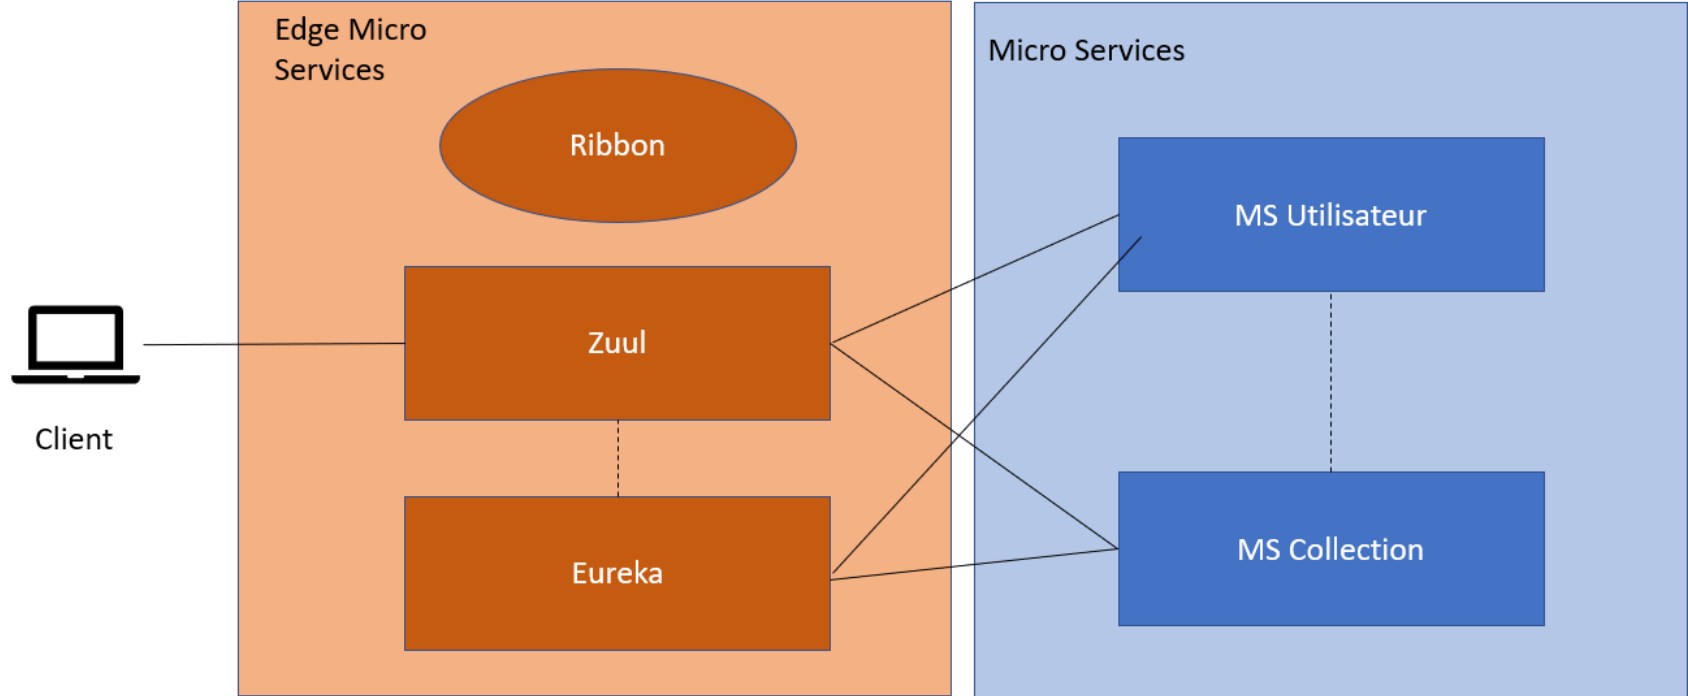 Edge Micro
Services
Ribbon
Zuul
Eureka
Client
Micro Services
MS Utilisateur
MS Collection